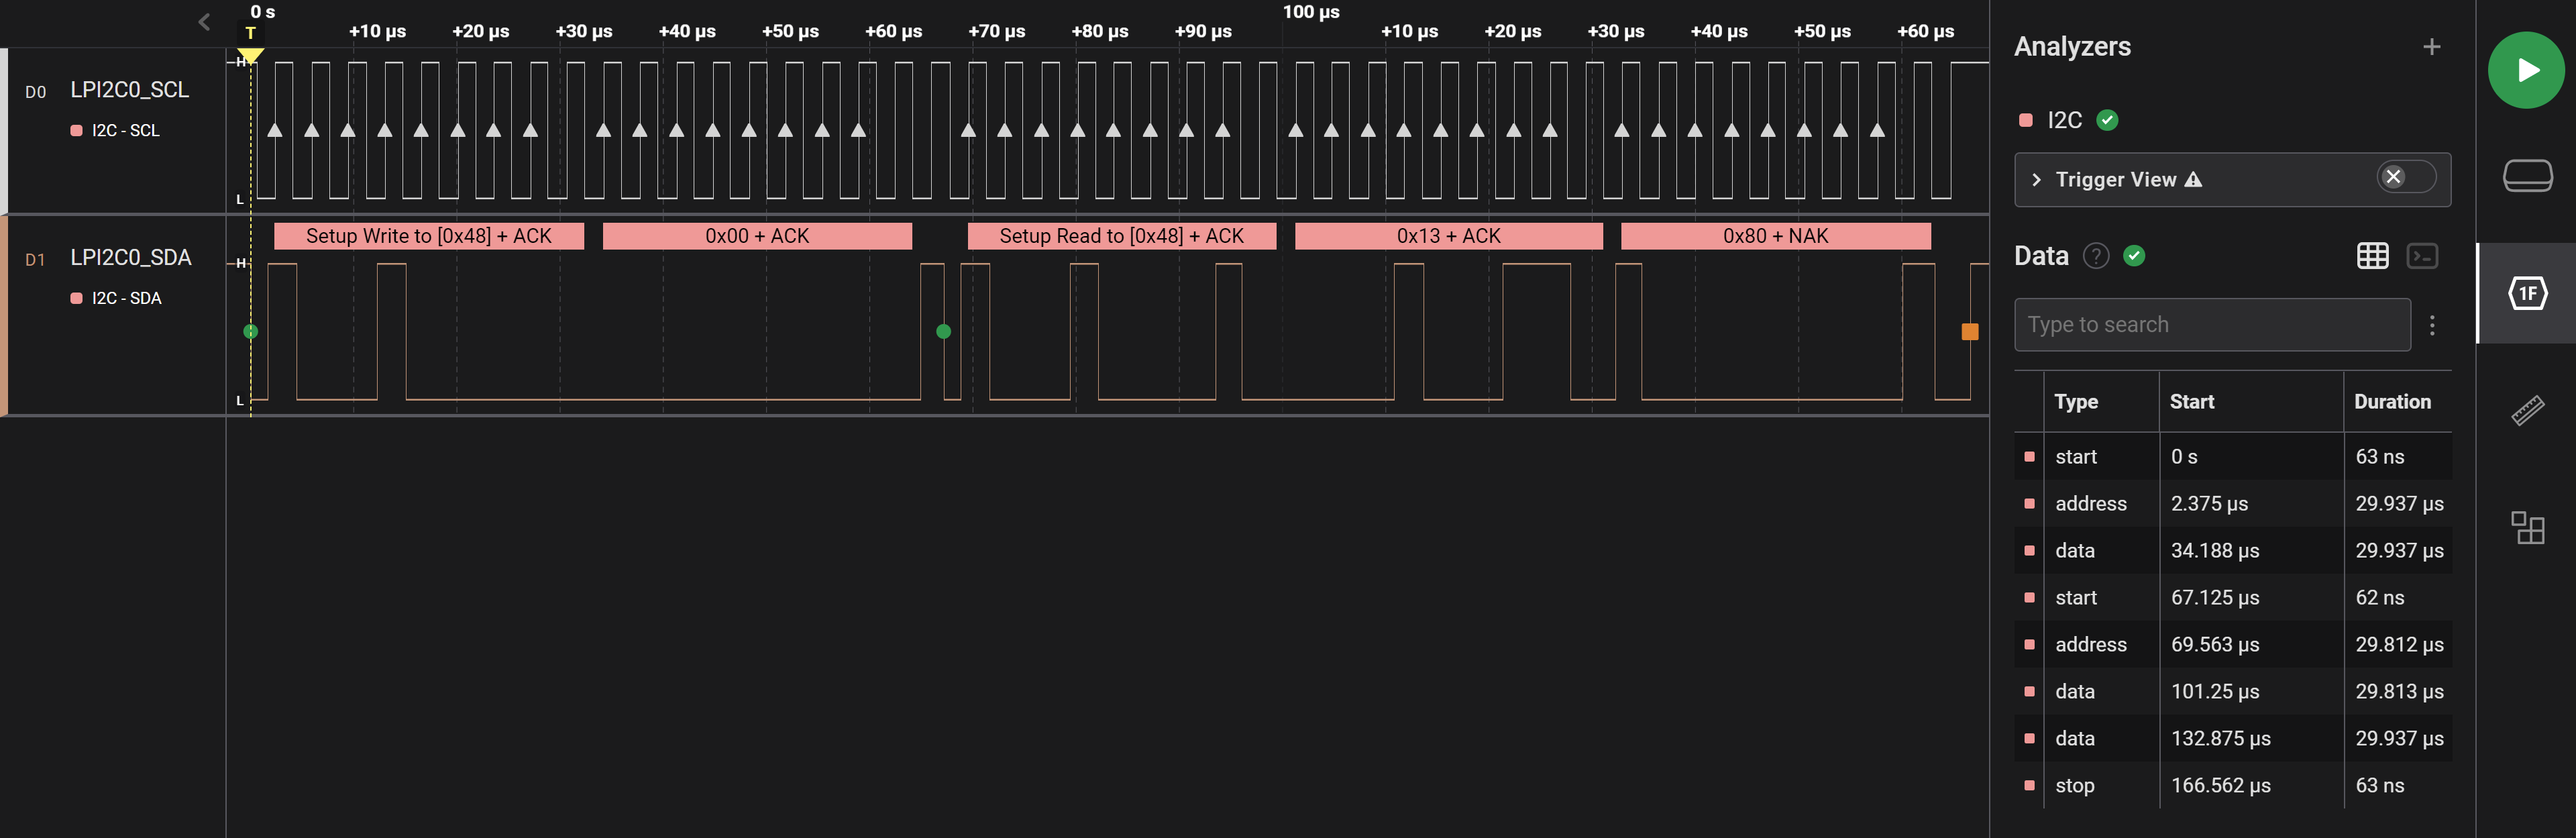 0 s
100 µs
T
+10 µs +20 µs +30 µs +40 µs +50 µs +60 µs +70 µs +80 µs +90 µs +10 µs +20 µs +30 µs +40 µs +50 µs +60 µs
D0 LPI2C0_SCL
I2C - SCL
H
L
Setup Write to [0x48] + ACK 0x00 + ACK Setup Read to [0x48] + ACK 0x13 + ACK 0x80 + NAK
D1 LPI2C0_SDA
I2C - SDA
H
L
Analyzers
I2C
Trigger View
Data
Type to search
Type Start Duration
start 0 s 63 ns
address 2.375 µs 29.937 µs
data 34.188 µs 29.937 µs
start 67.125 µs 62 ns
address 69.563 µs 29.812 µs
data 101.25 µs 29.813 µs
data 132.875 µs 29.937 µs
stop 166.562 µs 63 ns
1F